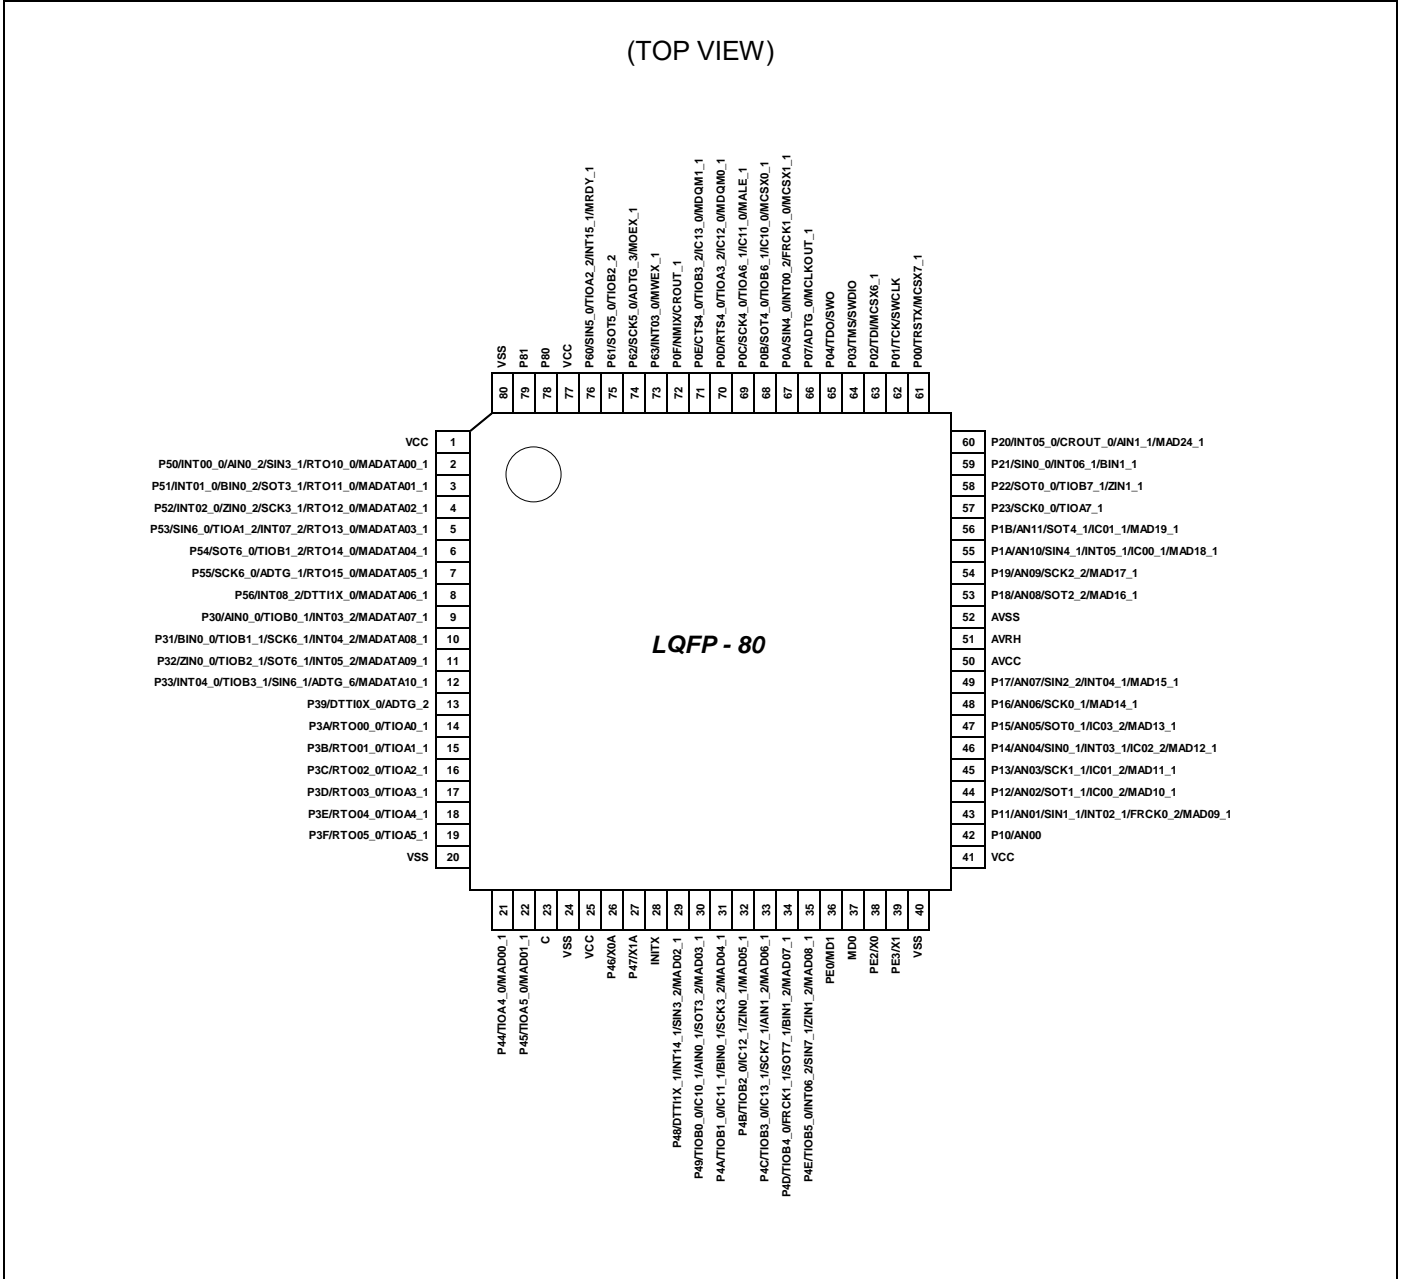 (TOP VIEW)
VSS
P81
P80
VCC
P60/SIN5_0/TIOA2_2/INT15_1/MRDY_1
P61/SOT5_0/TIOB2_2
P62/SCK5_0/ADTG_3/MOEX_1
P63/INT03_0/MWEX_1
P0F/NMIX/CROUT_1
P0E/CTS4_0/TIOB3_2/IC13_0/MDQM1_1
P0D/RTS4_0/TIOA3_2/IC12_0/MDQM0_1
P0C/SCK4_0/TIOA6_1/IC11_0/MALE_1
P0B/SOT4_0/TIOB6_1/IC10_0/MCSX0_1
P0A/SIN4_0/INT00_2/FRCK1_0/MCSX1_1
P07/ADTG_0/MCLKOUT_1
P04/TDO/SWO
P03/TMS/SWDIO
P02/TDI/MCSX6_1
P01/TCK/SWCLK
P00/TRSTX/MCSX7_1
80
79
78
77
76
75
74
73
72
71
70
69
68
67
66
65
64
63
62
61
VCC 1
P50/INT00_0/AIN0_2/SIN3_1/RTO10_0/MADATA00_1 2
P51/INT01_0/BIN0_2/SOT3_1/RTO11_0/MADATA01_1 3
P52/INT02_0/ZIN0_2/SCK3_1/RTO12_0/MADATA02_1 4
P53/SIN6_0/TIOA1_2/INT07_2/RTO13_0/MADATA03_1 5
P54/SOT6_0/TIOB1_2/RTO14_0/MADATA04_1 6
P55/SCK6_0/ADTG_1/RTO15_0/MADATA05_1 7
P56/INT08_2/DTTI1X_0/MADATA06_1 8
P30/AIN0_0/TIOB0_1/INT03_2/MADATA07_1 9
P31/BIN0_0/TIOB1_1/SCK6_1/INT04_2/MADATA08_1 10
P32/ZIN0_0/TIOB2_1/SOT6_1/INT05_2/MADATA09_1 11
P33/INT04_0/TIOB3_1/SIN6_1/ADTG_6/MADATA10_1 12
P39/DTTI0X_0/ADTG_2 13
P3A/RTO00_0/TIOA0_1 14
P3B/RTO01_0/TIOA1_1 15
P3C/RTO02_0/TIOA2_1 16
P3D/RTO03_0/TIOA3_1 17
P3E/RTO04_0/TIOA4_1 18
P3F/RTO05_0/TIOA5_1 19
VSS 20
LQFP - 80
60 P20/INT05_0/CROUT_0/AIN1_1/MAD24_1
59 P21/SIN0_0/INT06_1/BIN1_1
58 P22/SOT0_0/TIOB7_1/ZIN1_1
57 P23/SCK0_0/TIOA7_1
56 P1B/AN11/SOT4_1/IC01_1/MAD19_1
55 P1A/AN10/SIN4_1/INT05_1/IC00_1/MAD18_1
54 P19/AN09/SCK2_2/MAD17_1
53 P18/AN08/SOT2_2/MAD16_1
52 AVSS
51 AVRH
50 AVCC
49 P17/AN07/SIN2_2/INT04_1/MAD15_1
48 P16/AN06/SCK0_1/MAD14_1
47 P15/AN05/SOT0_1/IC03_2/MAD13_1
46 P14/AN04/SIN0_1/INT03_1/IC02_2/MAD12_1
45 P13/AN03/SCK1_1/IC01_2/MAD11_1
44 P12/AN02/SOT1_1/IC00_2/MAD10_1
43 P11/AN01/SIN1_1/INT02_1/FRCK0_2/MAD09_1
42 P10/AN00
41 VCC
21
22
23
24
25
26
27
28
29
30
31
32
33
34
35
36
37
38
39
40
P44/TIOA4_0/MAD00_1
P45/TIOA5_0/MAD01_1
C
VSS
VCC
P46/X0A
P47/X1A
INITX
P48/DTTI1X_1/INT14_1/SIN3_2/MAD02_1
P49/TIOB0_0/IC10_1/AIN0_1/SOT3_2/MAD03_1
P4A/TIOB1_0/IC11_1/BIN0_1/SCK3_2/MAD04_1
P4B/TIOB2_0/IC12_1/ZIN0_1/MAD05_1
P4C/TIOB3_0/IC13_1/SCK7_1/AIN1_2/MAD06_1
P4D/TIOB4_0/FRCK1_1/SOT7_1/BIN1_2/MAD07_1
P4E/TIOB5_0/INT06_2/SIN7_1/ZIN1_2/MAD08_1
PE0/MD1
MD0
PE2/X0
PE3/X1
VSS